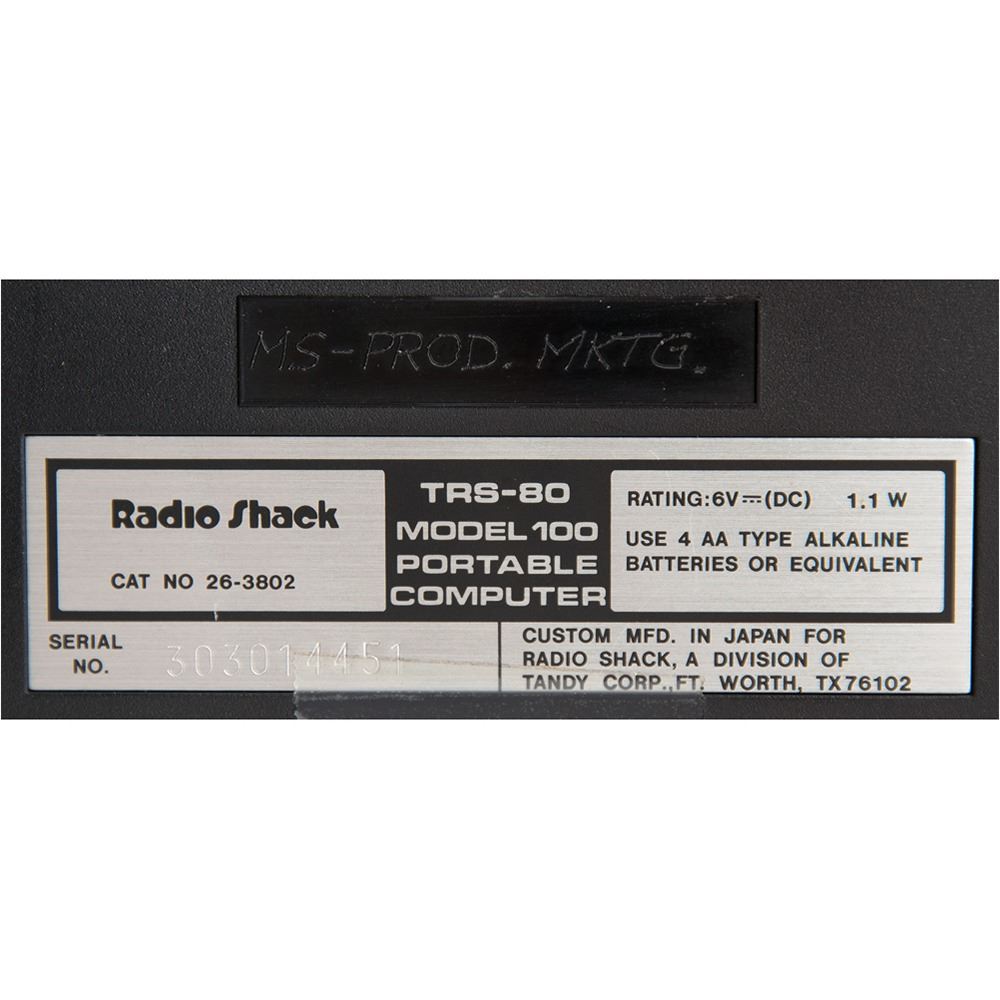 MS-PROD. MKTG.
Radio Shack
CAT NO 26-3802
TRS-80
MODEL 100
PORTABLE
COMPUTER
RATING:6V⎓(DC) 1.1 W
USE 4 AA TYPE ALKALINE
BATTERIES OR EQUIVALENT
SERIAL
NO. 303014451
CUSTOM MFD. IN JAPAN FOR
RADIO SHACK, A DIVISION OF
TANDY CORP.,FT. WORTH, TX76102